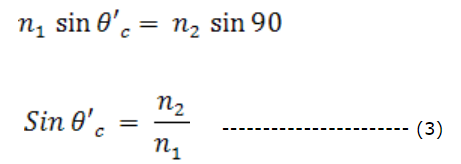 n₁ sin θ'c = n₂ sin 90
Sin θ'c = n₂/n₁ ------------------------ (3)